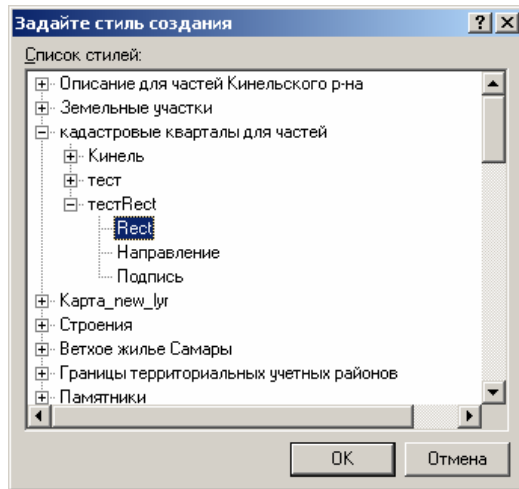 Задайте стиль создания
Список стилей:
Описание для частей Кинельского р-на
Земельные участки
кадастровые кварталы для частей
Кинель
тест
тестRect
Rect
Направление
Подпись
Карта_new_lyr
Строения
Ветхое жилье Самары
Границы территориальных учетных районов
Памятники
OK Отмена